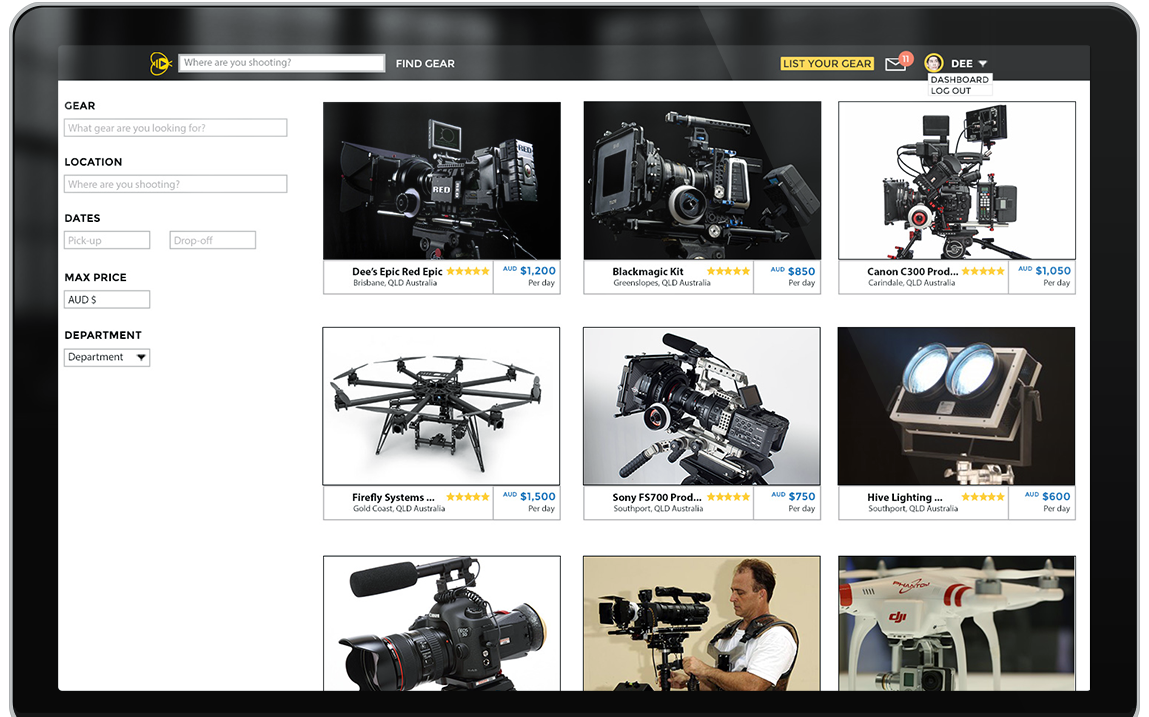 Where are you shooting?
FIND GEAR
LIST YOUR GEAR
11
DEE
DASHBOARD
LOG OUT
GEAR
What gear are you looking for?
LOCATION
Where are you shooting?
DATES
Pick-up
Drop-off
MAX PRICE
AUD $
DEPARTMENT
Department
RED
RED
Dee's Epic Red Epic
AUD $1,200
Brisbane, QLD Australia
Per day
Blackmagic Kit
AUD $850
Greenslopes, QLD Australia
Per day
Canon C300 Prod...
AUD $1,050
Carindale, QLD Australia
Per day
Firefly Systems ...
AUD $1,500
Gold Coast, QLD Australia
Per day
Sony FS700 Prod...
AUD $750
Southport, QLD Australia
Per day
Hive Lighting ...
AUD $600
Southport, QLD Australia
Per day
PHANTOM
dji